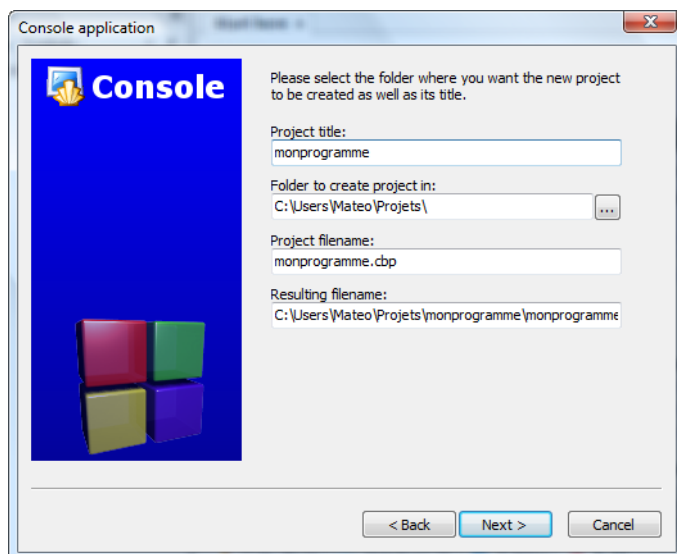 Console application
Console
Please select the folder where you want the new project
to be created as well as its title.
Project title:
monprogramme
Folder to create project in:
C:\Users\Mateo\Projets\
...
Project filename:
monprogramme.cbp
Resulting filename:
C:\Users\Mateo\Projets\monprogramme\monprogramme
< Back
Next >
Cancel